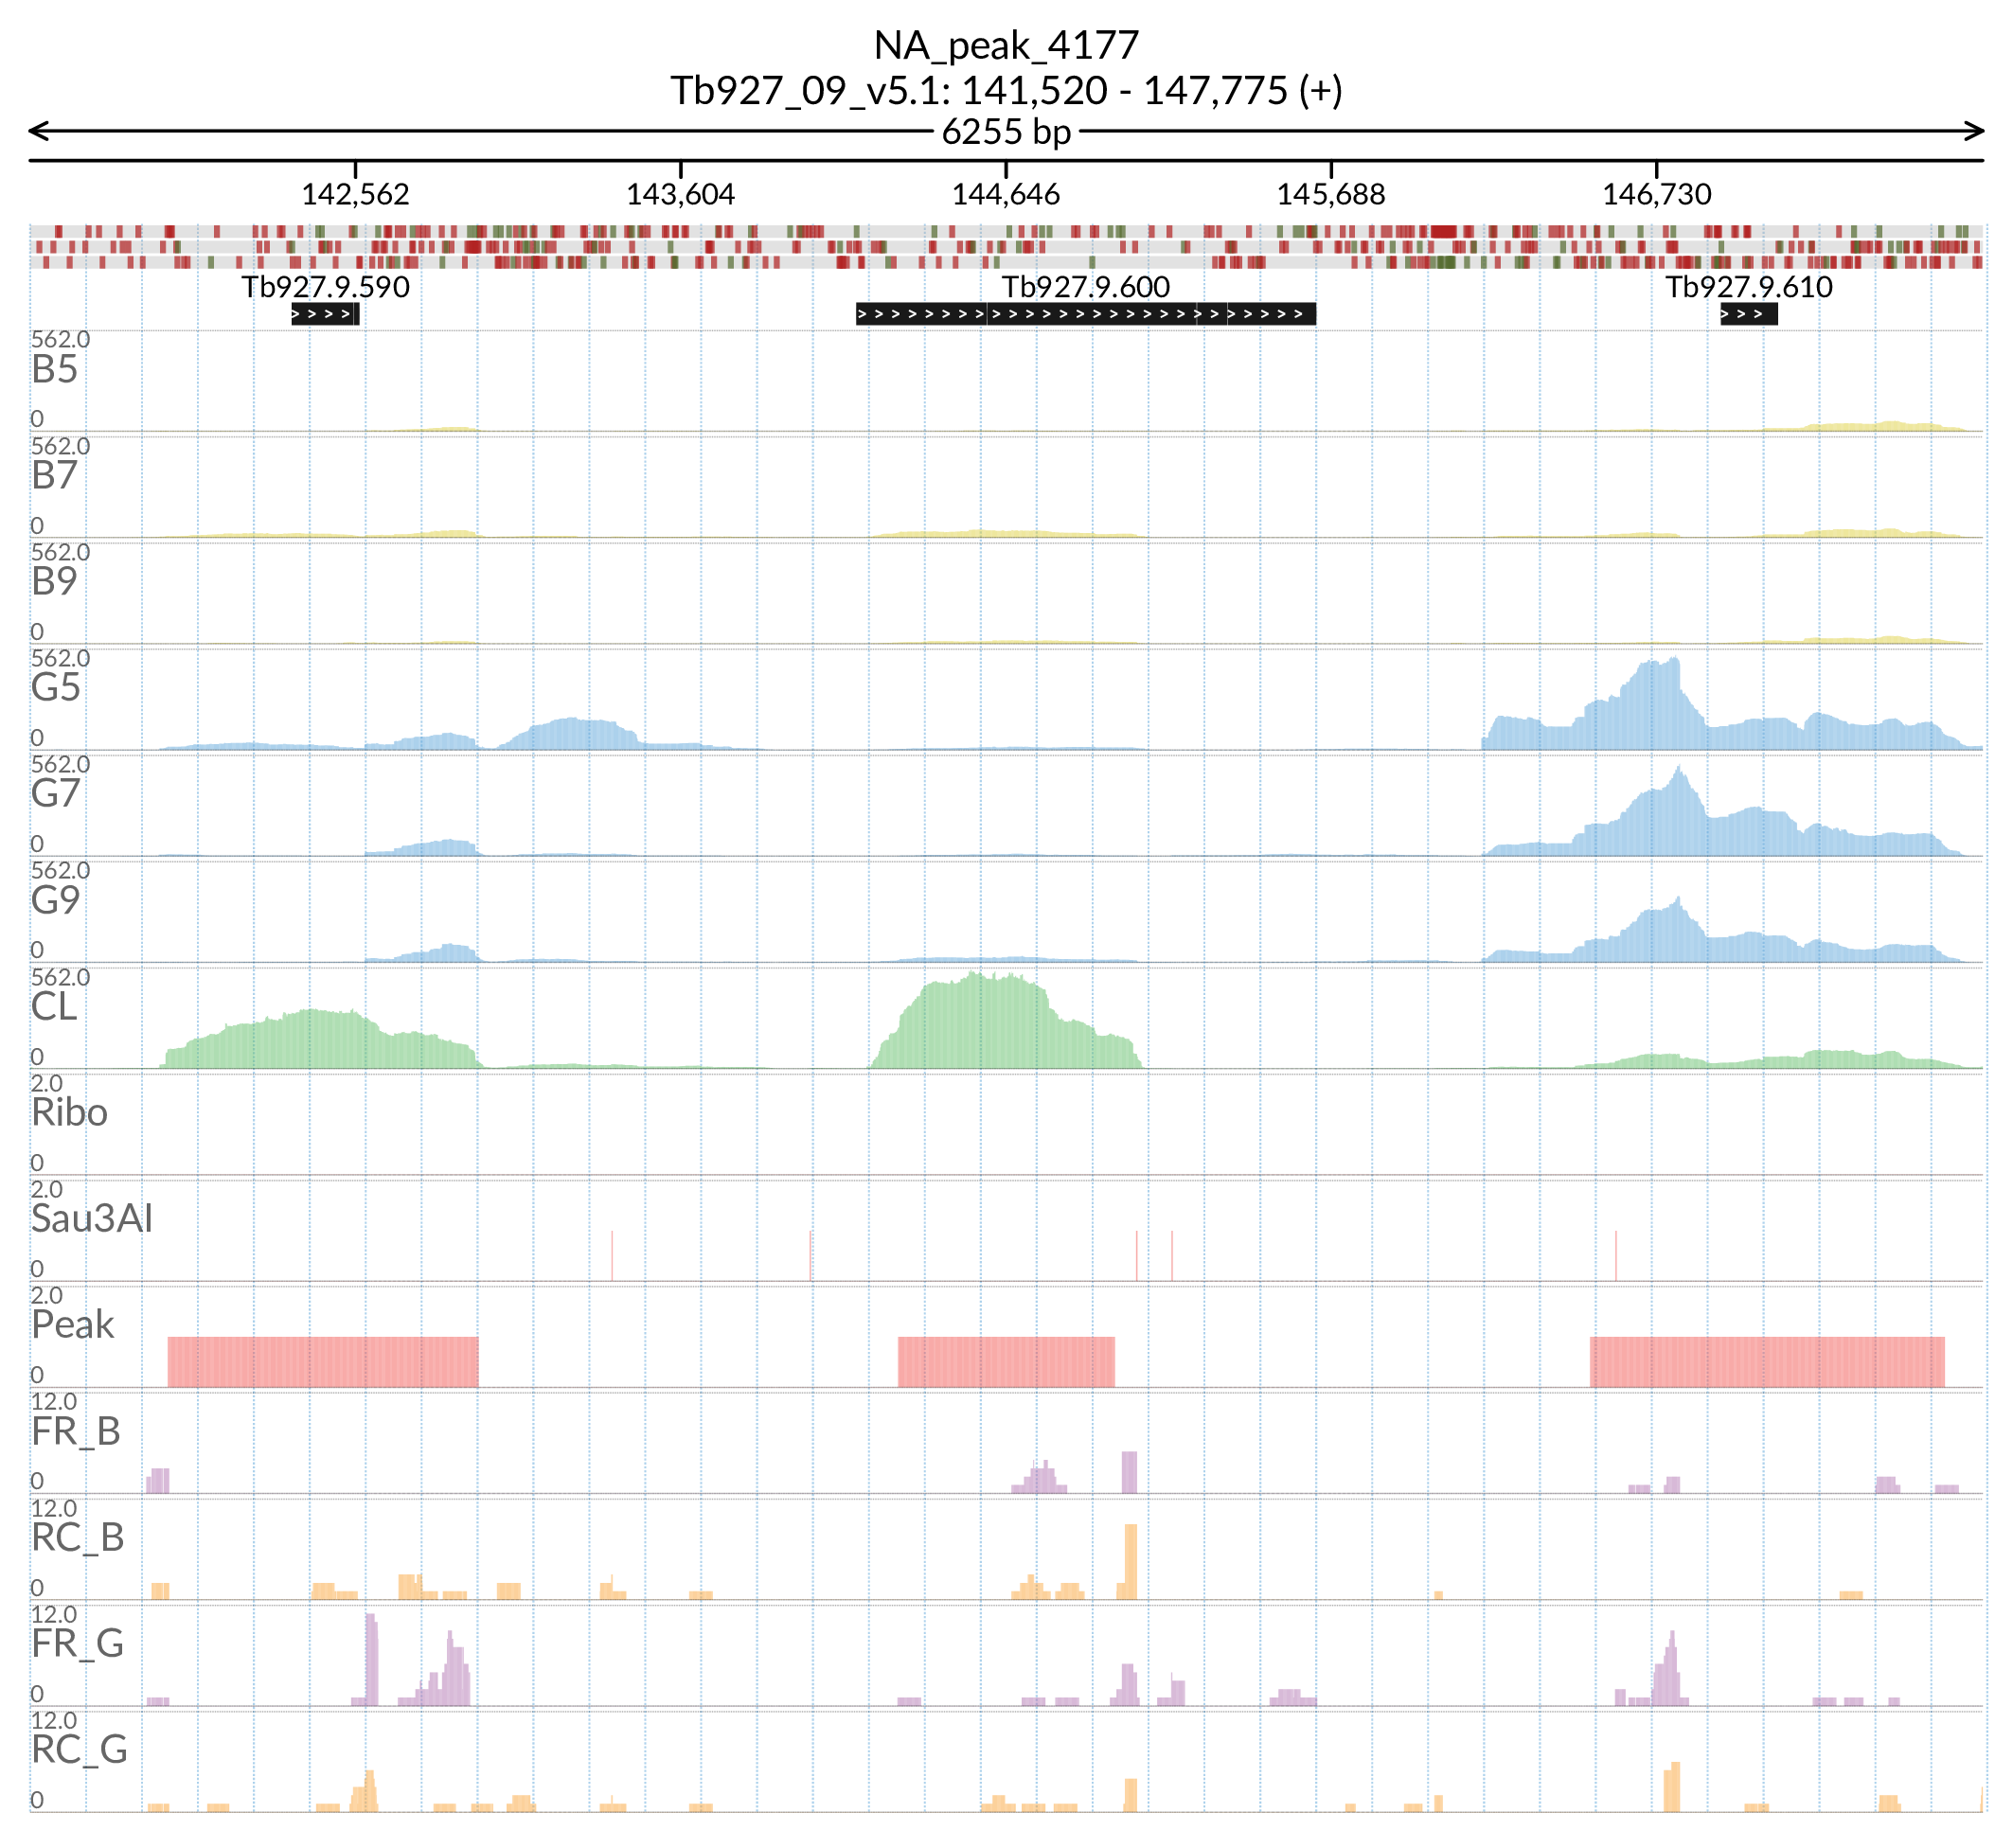 NA_peak_4177
Tb927_09_v5.1: 141,520 - 147,775 (+)
6255 bp
142,562 143,604 144,646 145,688 146,730
Tb927.9.590 Tb927.9.600 Tb927.9.610
562.0
B5
0
562.0
B7
0
562.0
B9
0
562.0
G5
0
562.0
G7
0
562.0
G9
0
562.0
CL
0
2.0
Ribo
0
2.0
Sau3AI
0
2.0
Peak
0
12.0
FR_B
0
12.0
RC_B
0
12.0
FR_G
0
12.0
RC_G
0